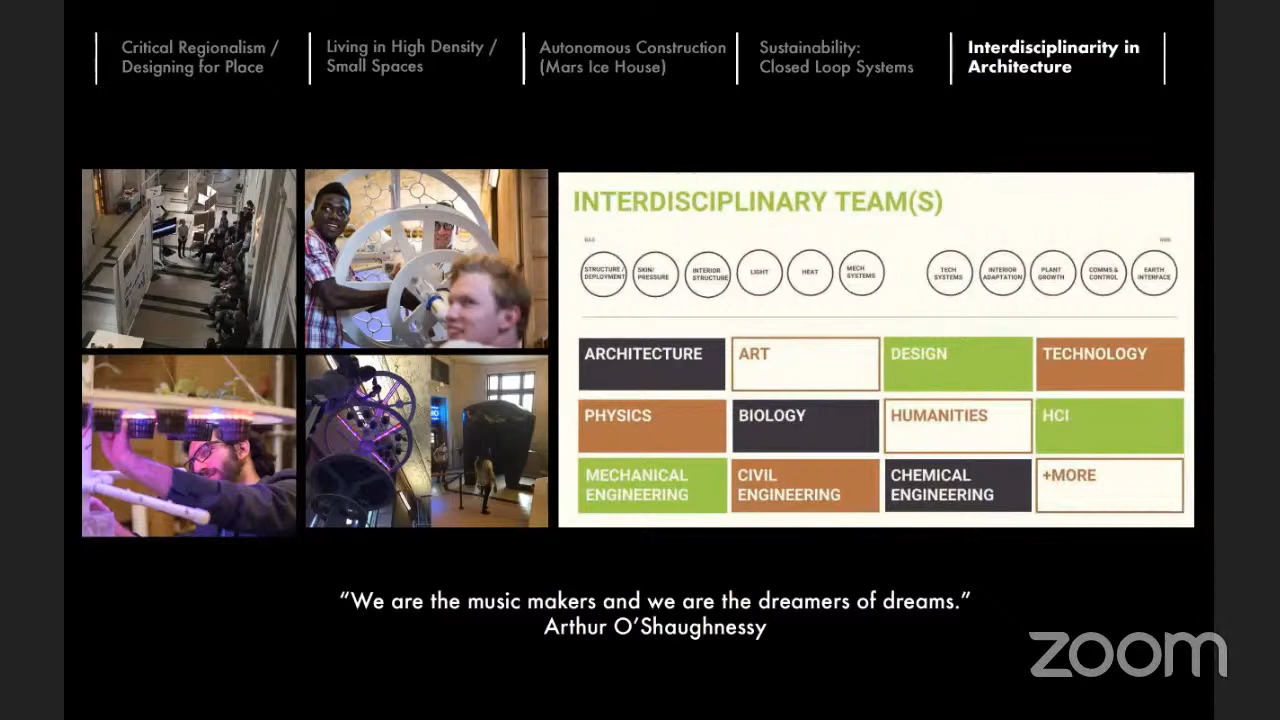 Critical Regionalism /
Designing for Place
Living in High Density /
Small Spaces
Autonomous Construction
(Mars Ice House)
Sustainability:
Closed Loop Systems
Interdisciplinarity in
Architecture
INTERDISCIPLINARY TEAM(S)
STRUCTURE /
DEPLOYMENT
SKIN/
PRESSURE
INTERIOR
STRUCTURE
LIGHT
HEAT
MECH
SYSTEMS
TECH
SYSTEMS
INTERIOR
ADAPTATION
PLANT
GROWTH
COMMS &
CONTROL
EARTH
INTERFACE
ARCHITECTURE
ART
DESIGN
TECHNOLOGY
PHYSICS
BIOLOGY
HUMANITIES
HCI
MECHANICAL
ENGINEERING
CIVIL
ENGINEERING
CHEMICAL
ENGINEERING
+MORE
“We are the music makers and we are the dreamers of dreams.”
Arthur O’Shaughnessy
zoom